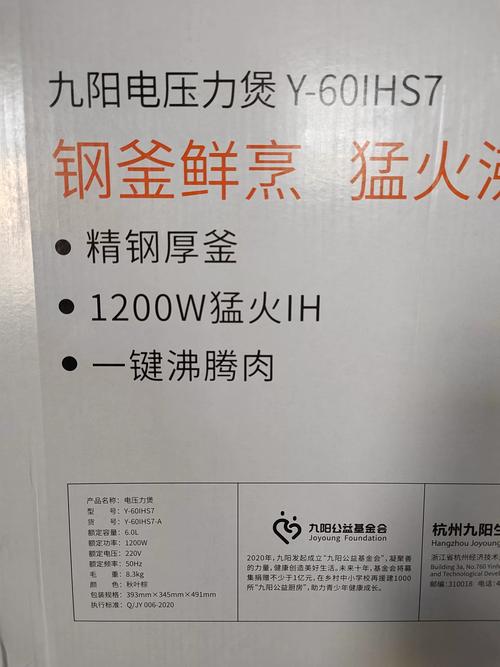 九阳电压力煲 Y-60IHS7
钢釜鲜烹 猛火沸
● 精钢厚釜
● 1200W猛火IH
● 一键沸腾肉
产品名称：电压力煲
型 号：Y-60IHS7
货 号：Y-60IHS7-A
额定容量：6.0L
额定功率：1200W
额定电压：220V
额定频率：50Hz
毛 重：8.3kg
颜 色：秋叶棕
包装规格：393mm×345mm×491mm
执行标准：Q/JY 006-2020
九阳公益基金会
Joyoung Foundation
2020年，九阳发起成立“九阳公益基金会”，凝聚善
的力量，健康创造美好生活。未来十年，基金会将募
集捐赠不少于1亿元，在乡村中小学校再援建1000
所“九阳公益厨房”，助力青少年健康成长。
杭州九阳生
Hangzhou Joyoung
浙江省杭州经济技术
Building 3a, No.760 Yinh
and Technological Deve
邮编：310018 电话：4